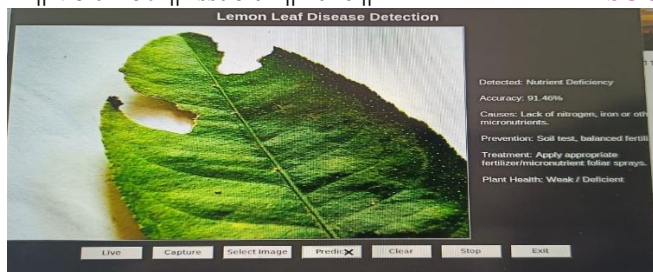 Lemon Leaf Disease Detection
Detected: Nutrient Deficiency
Accuracy: 91.46%
Causes: Lack of nitrogen, iron or oth
micronutrients.
Prevention: Soil test, balanced fertili
Treatment: Apply appropriate
fertilizer/micronutrient foliar sprays.
Plant Health: Weak / Deficient
Live
Capture
Select Image
Predic
Clear
Stop
Exit